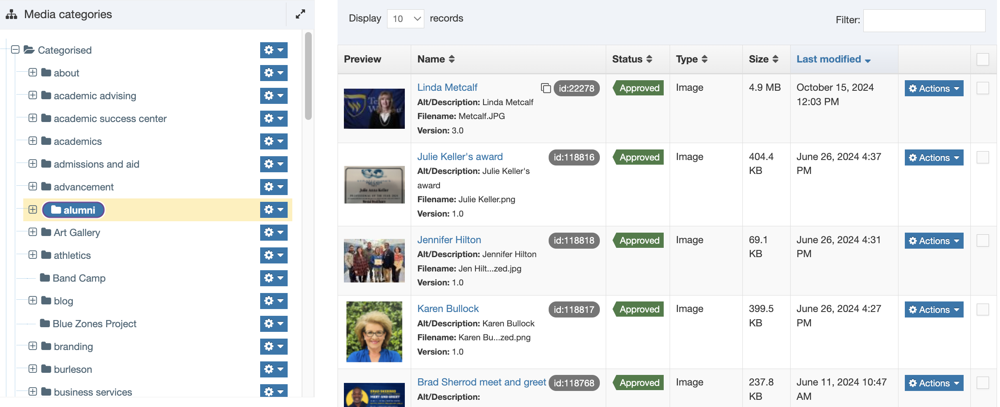 Media categories
Categorised
about
academic advising
academic success center
academics
admissions and aid
advancement
alumni
Art Gallery
athletics
Band Camp
blog
Blue Zones Project
branding
burleson
business services
Display 10 records
Filter:
Preview Name Status Type Size Last modified
Linda Metcalf id:22278 Approved Image 4.9 MB October 15, 2024 Actions
12:03 PM
Alt/Description: Linda Metcalf
Filename: Metcalf.JPG
Version: 3.0
Julie Keller's award id:118816 Approved Image 404.4 June 26, 2024 4:37 Actions
KB PM
Alt/Description: Julie Keller's
award
Filename: Julie Keller.png
Version: 1.0
Julie Anna Keller
Jennifer Hilton id:118818 Approved Image 69.1 June 26, 2024 4:31 Actions
KB PM
Alt/Description: Jennifer Hilton
Filename: Jen Hilt...zed.jpg
Version: 1.0
Karen Bullock id:118817 Approved Image 399.5 June 26, 2024 4:27 Actions
KB PM
Alt/Description: Karen Bullock
Filename: Karen Bu...zed.png
Version: 1.0
Brad Sherrod meet and greet id:118768 Approved Image 237.8 June 11, 2024 10:47 Actions
KB AM
Alt/Description:
BRAD SHERROD
MEET AND GREET